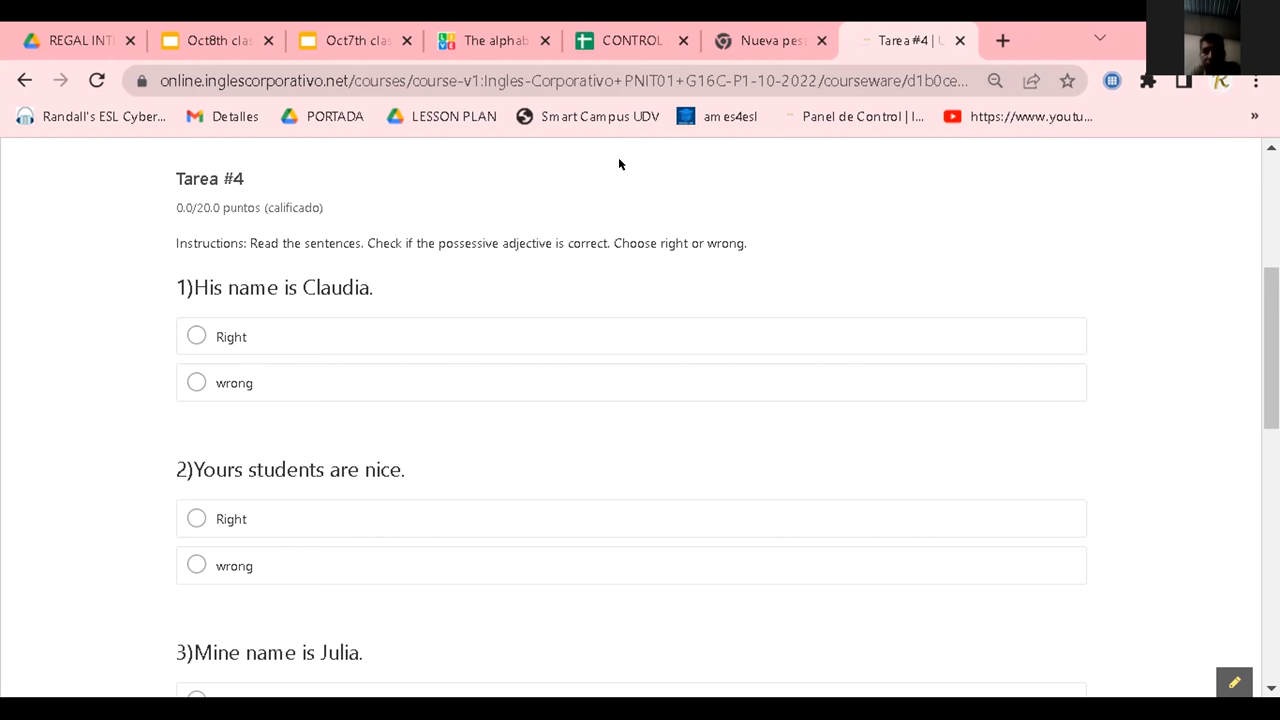 REGAL INT
Oct8th clas
Oct7th clas
The alphab
CONTROL
Nueva pes
Tarea #4 | U
online.inglescorporativo.net/courses/course-v1:Ingles-Corporativo+PNIT01+G16C-P1-10-2022/courseware/d1b0ce...
Randall's ESL Cyber...
Detalles
PORTADA
LESSON PLAN
Smart Campus UDV
am es4esl
Panel de Control | I...
https://www.youtu...
»
Tarea #4
0.0/20.0 puntos (calificado)
Instructions: Read the sentences. Check if the possessive adjective is correct. Choose right or wrong.
1)His name is Claudia.
Right
wrong
2)Yours students are nice.
Right
wrong
3)Mine name is Julia.